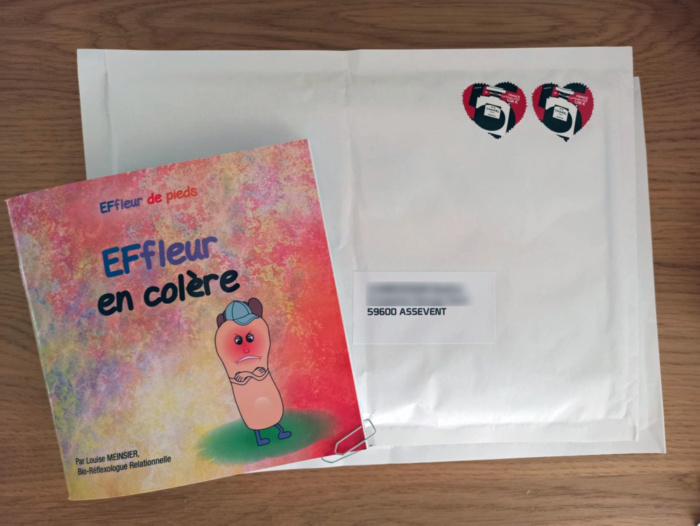 EFfleur de pieds
EFfleur
en colère
Par Louise MEINSIER,
Bio-Réflexologue Relationnelle
59600 ASSEVENT